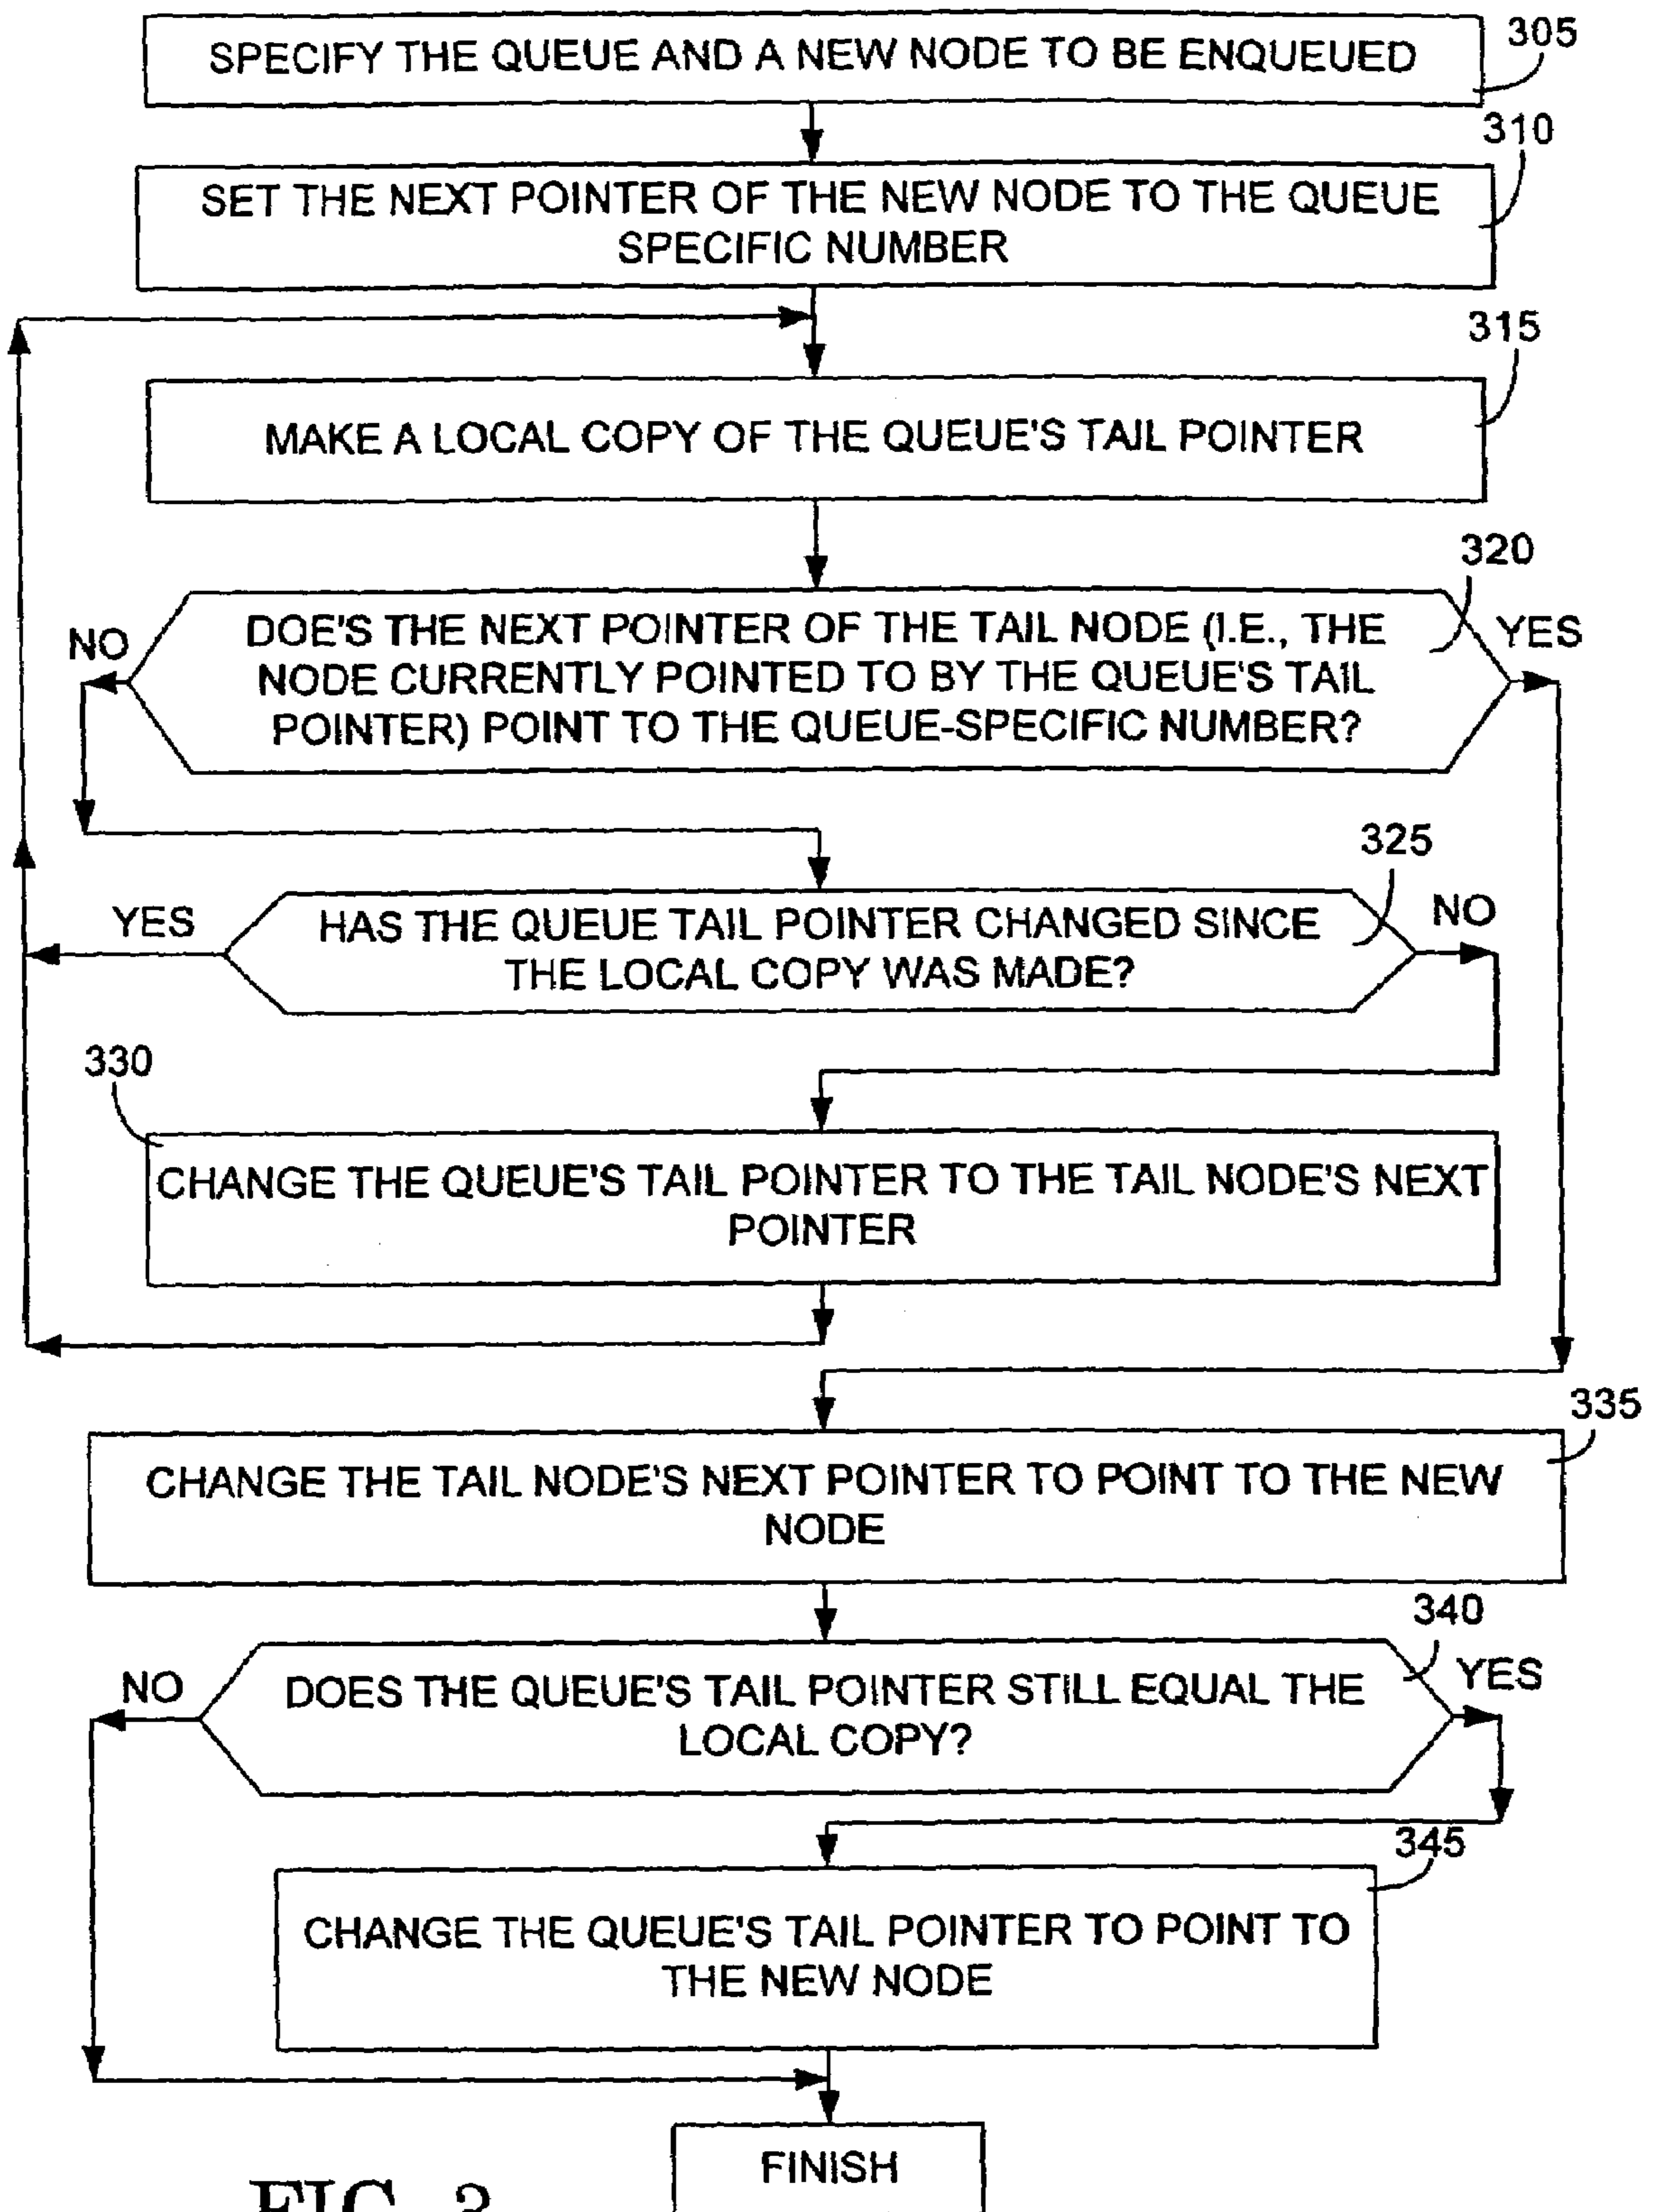 SPECIFY THE QUEUE AND A NEW NODE TO BE ENQUEUED
305
310
SET THE NEXT POINTER OF THE NEW NODE TO THE QUEUE
SPECIFIC NUMBER
315
MAKE A LOCAL COPY OF THE QUEUE'S TAIL POINTER
320
NO
YES
DOE'S THE NEXT POINTER OF THE TAIL NODE (I.E., THE
NODE CURRENTLY POINTED TO BY THE QUEUE'S TAIL
POINTER) POINT TO THE QUEUE-SPECIFIC NUMBER?
325
YES
NO
HAS THE QUEUE TAIL POINTER CHANGED SINCE
THE LOCAL COPY WAS MADE?
330
CHANGE THE QUEUE'S TAIL POINTER TO THE TAIL NODE'S NEXT
POINTER
335
CHANGE THE TAIL NODE'S NEXT POINTER TO POINT TO THE NEW
NODE
340
NO
YES
DOES THE QUEUE'S TAIL POINTER STILL EQUAL THE
LOCAL COPY?
345
CHANGE THE QUEUE'S TAIL POINTER TO POINT TO
THE NEW NODE
FINISH
FIG. 3